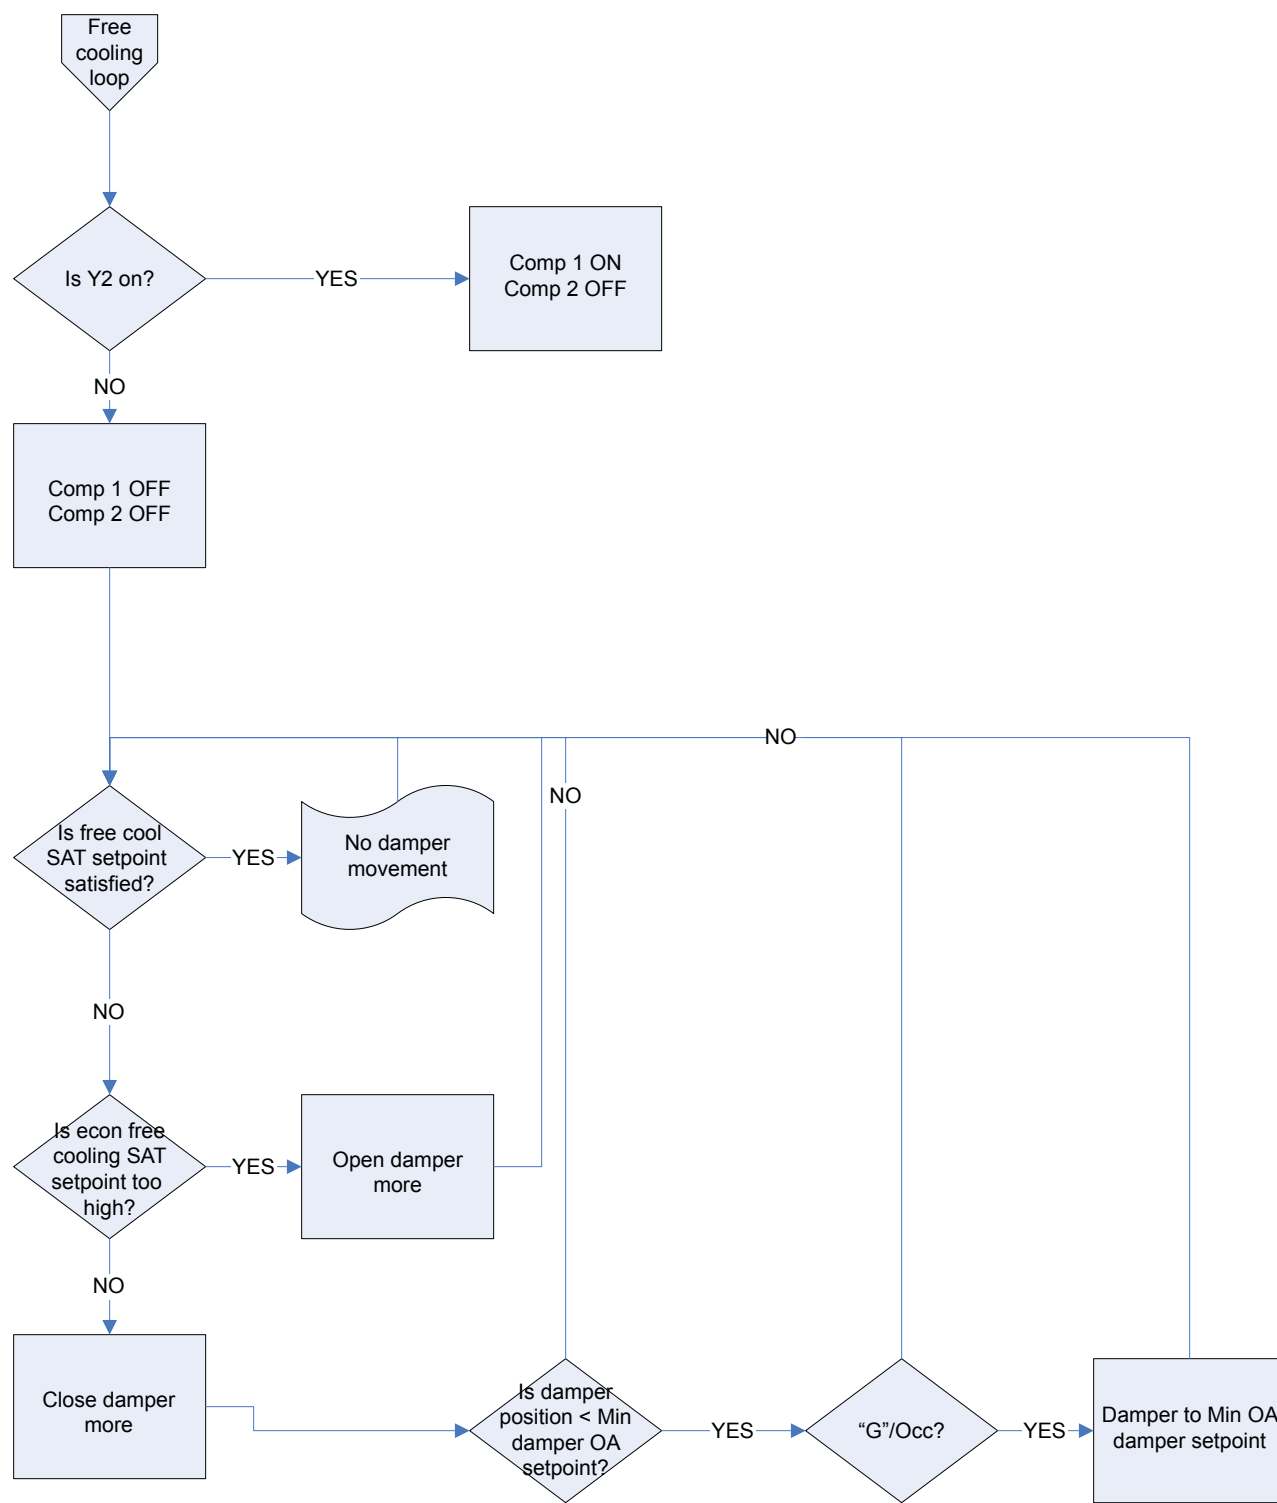 Free
cooling
loop
Is Y2 on?
YES
Comp 1 ON
Comp 2 OFF
NO
Comp 1 OFF
Comp 2 OFF
NO
NO
Is free cool
SAT setpoint
satisfied?
YES
No damper
movement
NO
Is econ free
cooling SAT
setpoint too
high?
YES
Open damper
more
NO
Close damper
more
Is damper
position < Min
damper OA
setpoint?
YES
“G”/Occ?
YES
Damper to Min OA
damper setpoint